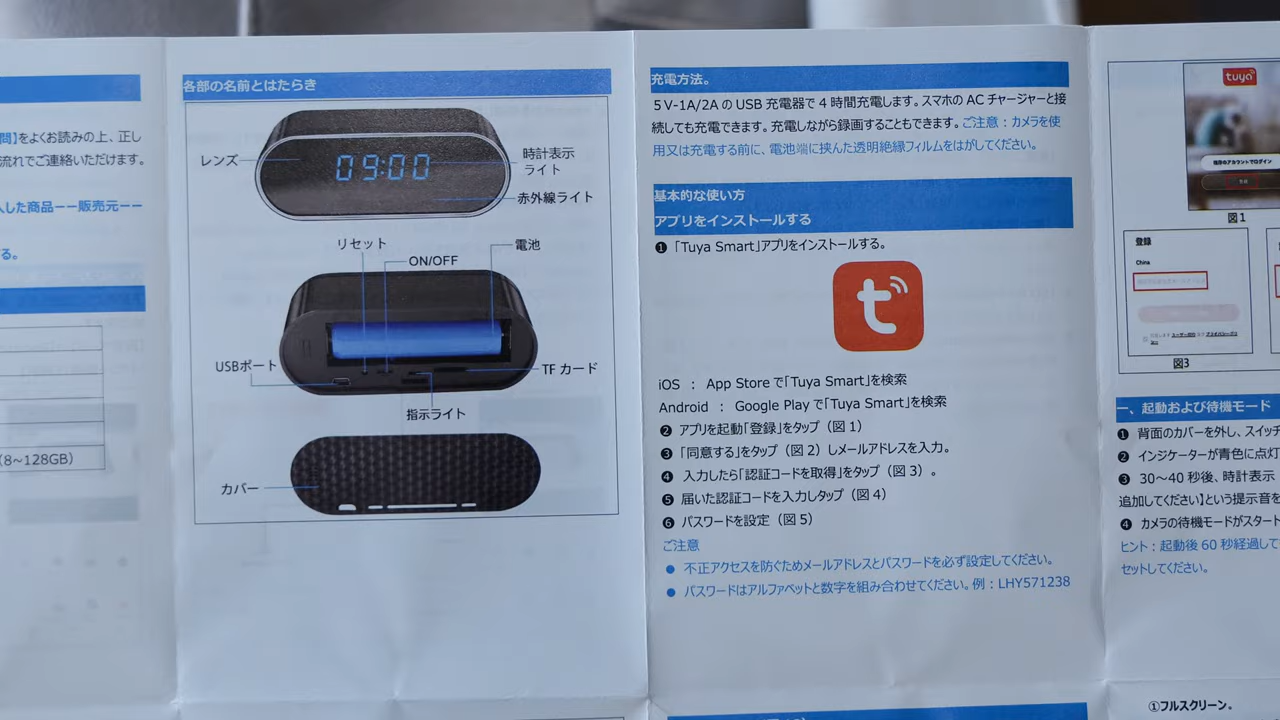 問】をよくお読みの上、正し
流れでご連絡いただけます。
入した商品ーー販売元ーー
る。
(8～128GB)
各部の名前とはたらき
レンズ
09:00
時計表示
ライト
赤外線ライト
リセット
ON/OFF
電池
USBポート
TF カード
指示ライト
カバー
充電方法。
5V-1A/2A の USB 充電器で 4 時間充電します。スマホの AC チャージャーと接
続しても充電できます。充電しながら録画することもできます。ご注意：カメラを使
用又は充電する前に、電池端に挟んた透明絶縁フィルムをはがしてください。
基本的な使い方
アプリをインストールする
❶ 「Tuya Smart」アプリをインストールする。
t
iOS ： App Store で「Tuya Smart」を検索
Android ： Google Play で「Tuya Smart」を検索
❷ アプリを起動「登録」をタップ（図 1）
❸ 「同意する」をタップ（図 2）しメールアドレスを入力。
❹ 入力したら「認証コードを取得」をタップ（図 3）。
❺ 届いた認証コードを入力しタップ（図 4）
❻ パスワードを設定（図 5）
ご注意
● 不正アクセスを防ぐためメールアドレスとパスワードを必ず設定してください。
● パスワードはアルファベットと数字を組み合わせてください。例：LHY571238
tuya
既存のアカウントでログイン
登録
図1
登録
China
図3
一、起動および待機モード
❶ 背面のカバーを外し、スイッチ
❷ インジケーターが青色に点灯
❸ 30～40 秒後、時計表示
追加してください】という提示音を
❹ カメラの待機モードがスタート
ヒント：起動後 60 秒経過して
セットしてください。
①フルスクリーン。